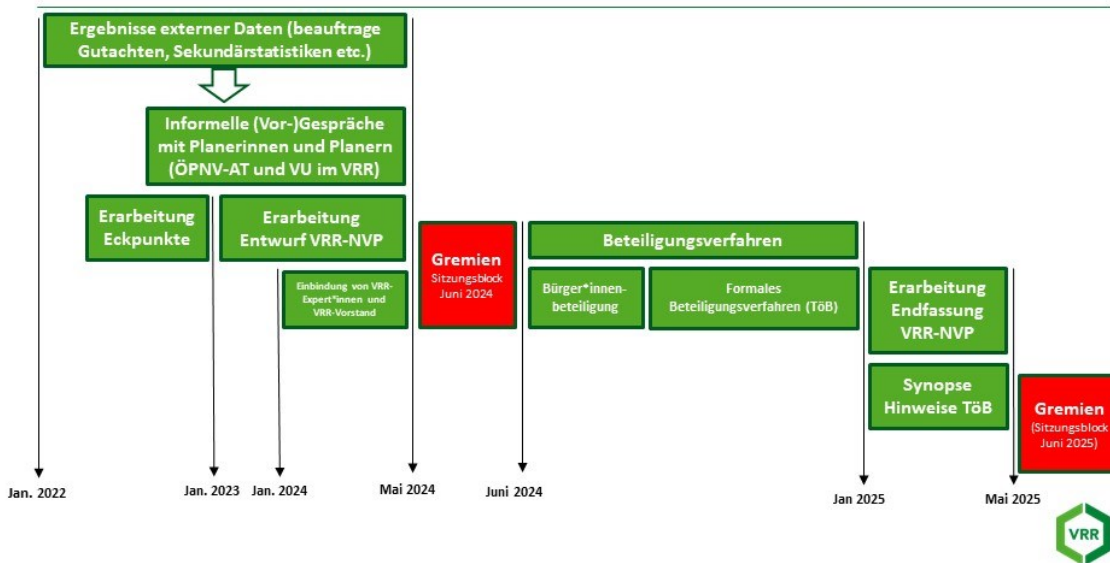 Ergebnisse externer Daten (beauftrage
Gutachten, Sekundärstatistiken etc.)
Informelle (Vor-)Gespräche
mit Planerinnen und Planern
(ÖPNV-AT und VU im VRR)
Erarbeitung
Eckpunkte
Erarbeitung
Entwurf VRR-NVP
Einbindung von VRR-
Expert*innen und
VRR-Vorstand
Gremien
Sitzungsblock
Juni 2024
Beteiligungsverfahren
Bürger*innen-
beteiligung
Formales
Beteiligungsverfahren (TöB)
Erarbeitung
Endfassung
VRR-NVP
Synopse
Hinweise TöB
Gremien
(Sitzungsblock
Juni 2025)
Jan. 2022
Jan. 2023
Jan. 2024
Mai 2024
Juni 2024
Jan 2025
Mai 2025
VRR